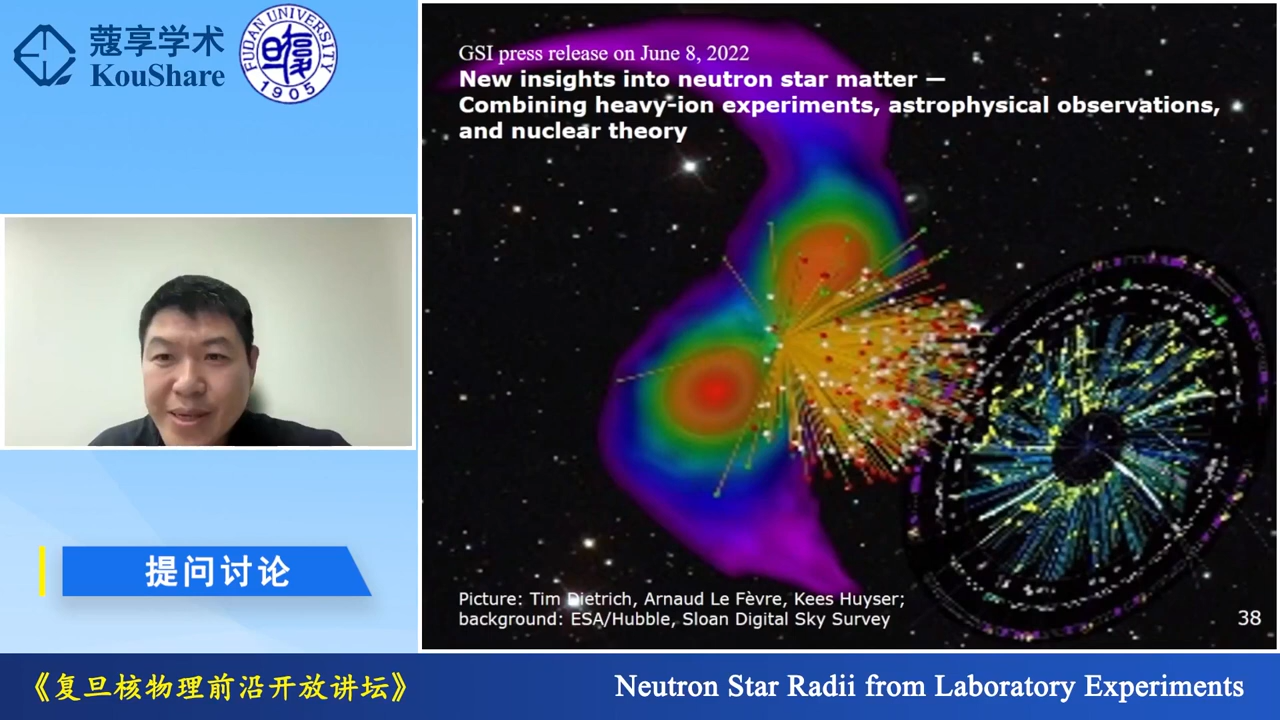 蔻享学术
KouShare
FUDAN UNIVERSITY
1905
GSI press release on June 8, 2022
New insights into neutron star matter —
Combining heavy-ion experiments, astrophysical observations,
and nuclear theory
提问讨论
Picture: Tim Dietrich, Arnaud Le Fèvre, Kees Huyser;
background: ESA/Hubble, Sloan Digital Sky Survey
38
《复旦核物理前沿开放讲坛》
Neutron Star Radii from Laboratory Experiments